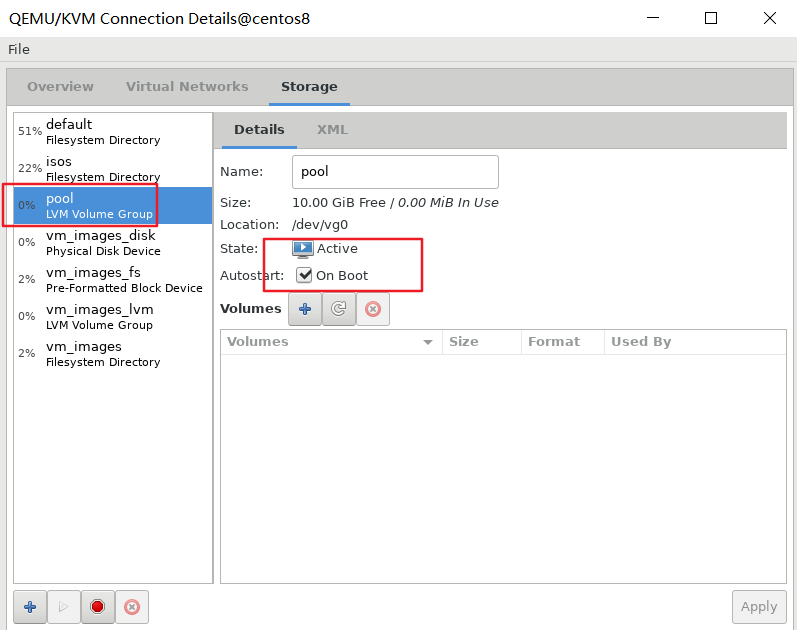 QEMU/KVM Connection Details@centos8
File
Overview Virtual Networks Storage
51% default
Filesystem Directory
22% isos
Filesystem Directory
0% pool
LVM Volume Group
0% vm_images_disk
Physical Disk Device
2% vm_images_fs
Pre-Formatted Block Device
0% vm_images_lvm
LVM Volume Group
2% vm_images
Filesystem Directory
Details XML
Name: pool
Size: 10.00 GiB Free / 0.00 MiB In Use
Location: /dev/vg0
State: Active
Autostart: On Boot
Volumes
Volumes Size Format Used By
Apply